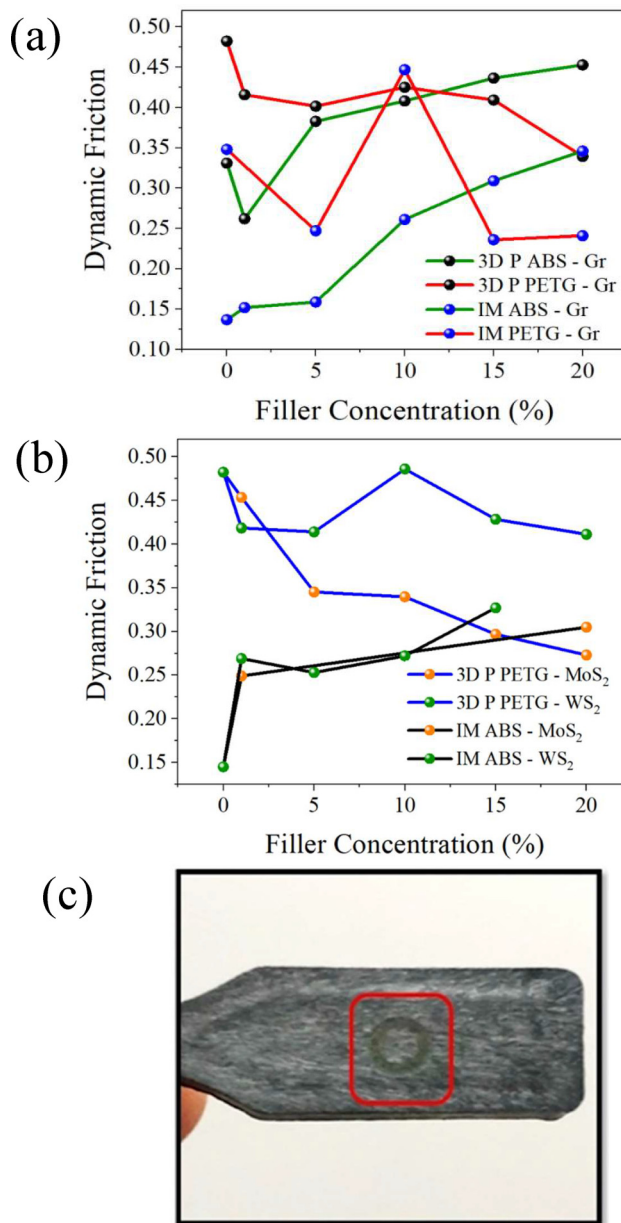 (a)
0.50
0.45
0.40
0.35
0.30
0.25
0.20
0.15
0.10
Dynamic Friction
3D P ABS - Gr
3D P PETG - Gr
IM ABS - Gr
IM PETG - Gr
0 5 10 15 20
Filler Concentration (%)
(b)
0.50
0.45
0.40
0.35
0.30
0.25
0.20
0.15
Dynamic Friction
3D P PETG - MoS₂
3D P PETG - WS₂
IM ABS - MoS₂
IM ABS - WS₂
0 5 10 15 20
Filler Concentration (%)
(c)